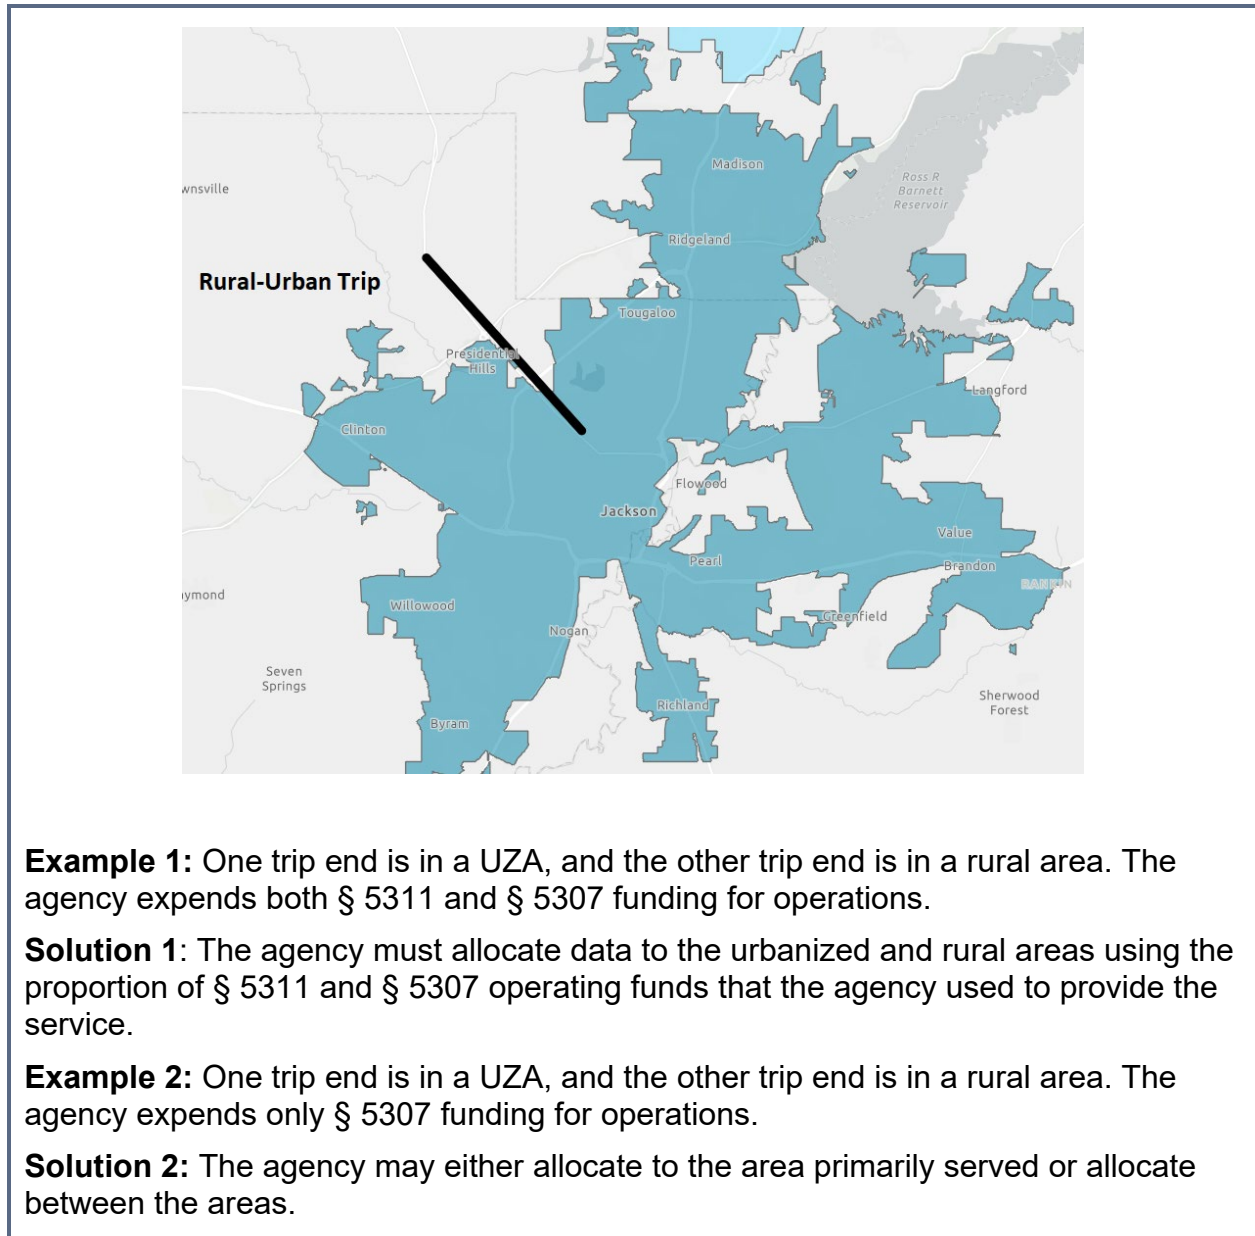 Madison
Ross R
Barnett
Reservoir
wnsville
Ridgeland
Rural-Urban Trip
Tougaloo
Presidential
Hills
Langford
Clinton
Flowood
Jackson
Value
Pearl
Brandon
RANKIN
ymond
Willowood
Greenfield
Nogan
Seven
Springs
Sherwood
Forest
Richland
Byram
Example 1: One trip end is in a UZA, and the other trip end is in a rural area. The
agency expends both § 5311 and § 5307 funding for operations.
Solution 1: The agency must allocate data to the urbanized and rural areas using the
proportion of § 5311 and § 5307 operating funds that the agency used to provide the
service.
Example 2: One trip end is in a UZA, and the other trip end is in a rural area. The
agency expends only § 5307 funding for operations.
Solution 2: The agency may either allocate to the area primarily served or allocate
between the areas.